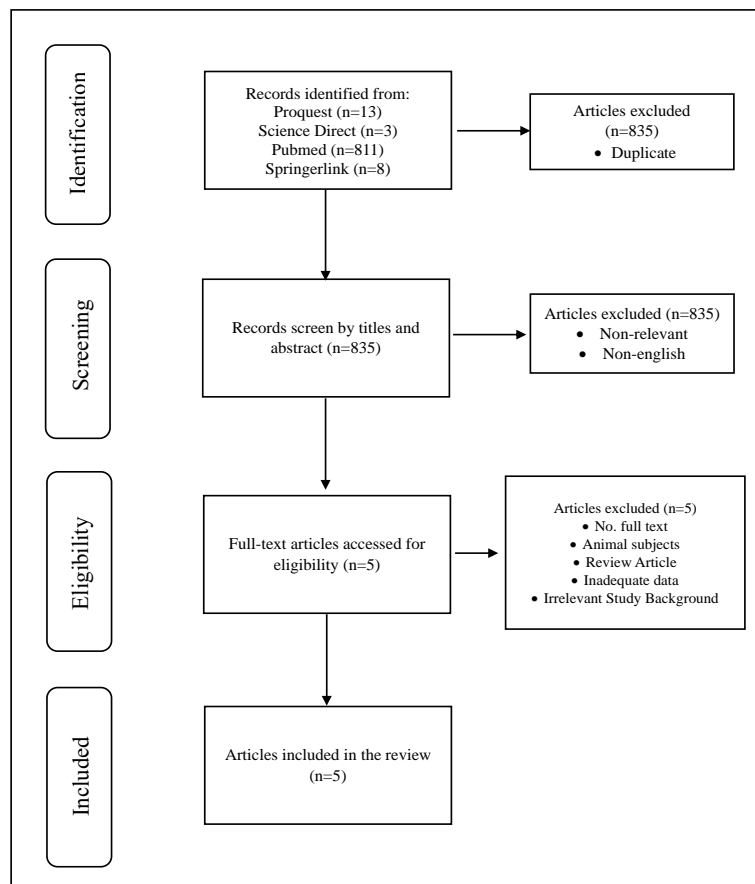 Identification
Records identified from:
Proquest (n=13)
Science Direct (n=3)
Pubmed (n=811)
Springerlink (n=8)
Articles excluded
(n=835)
• Duplicate
Screening
Records screen by titles and
abstract (n=835)
Articles excluded (n=835)
• Non-relevant
• Non-english
Eligibility
Full-text articles accessed for
eligibility (n=5)
Articles excluded (n=5)
• No. full text
• Animal subjects
• Review Article
• Inadequate data
• Irrelevant Study Background
Included
Articles included in the review
(n=5)